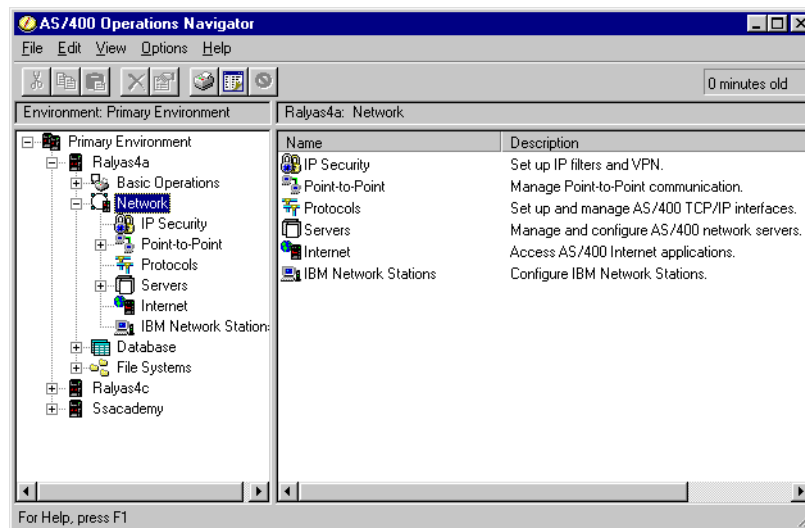 AS/400 Operations Navigator
File Edit View Options Help
0 minutes old
Environment: Primary Environment
Ralyas4a: Network
Primary Environment
Ralyas4a
Basic Operations
Network
IP Security
Point-to-Point
Protocols
Servers
Internet
IBM Network Station
Database
File Systems
Ralyas4c
Ssacademy
Name Description
IP Security Set up IP filters and VPN.
Point-to-Point Manage Point-to-Point communication.
Protocols Set up and manage AS/400 TCP/IP interfaces.
Servers Manage and configure AS/400 network servers.
Internet Access AS/400 Internet applications.
IBM Network Stations Configure IBM Network Stations.
For Help, press F1